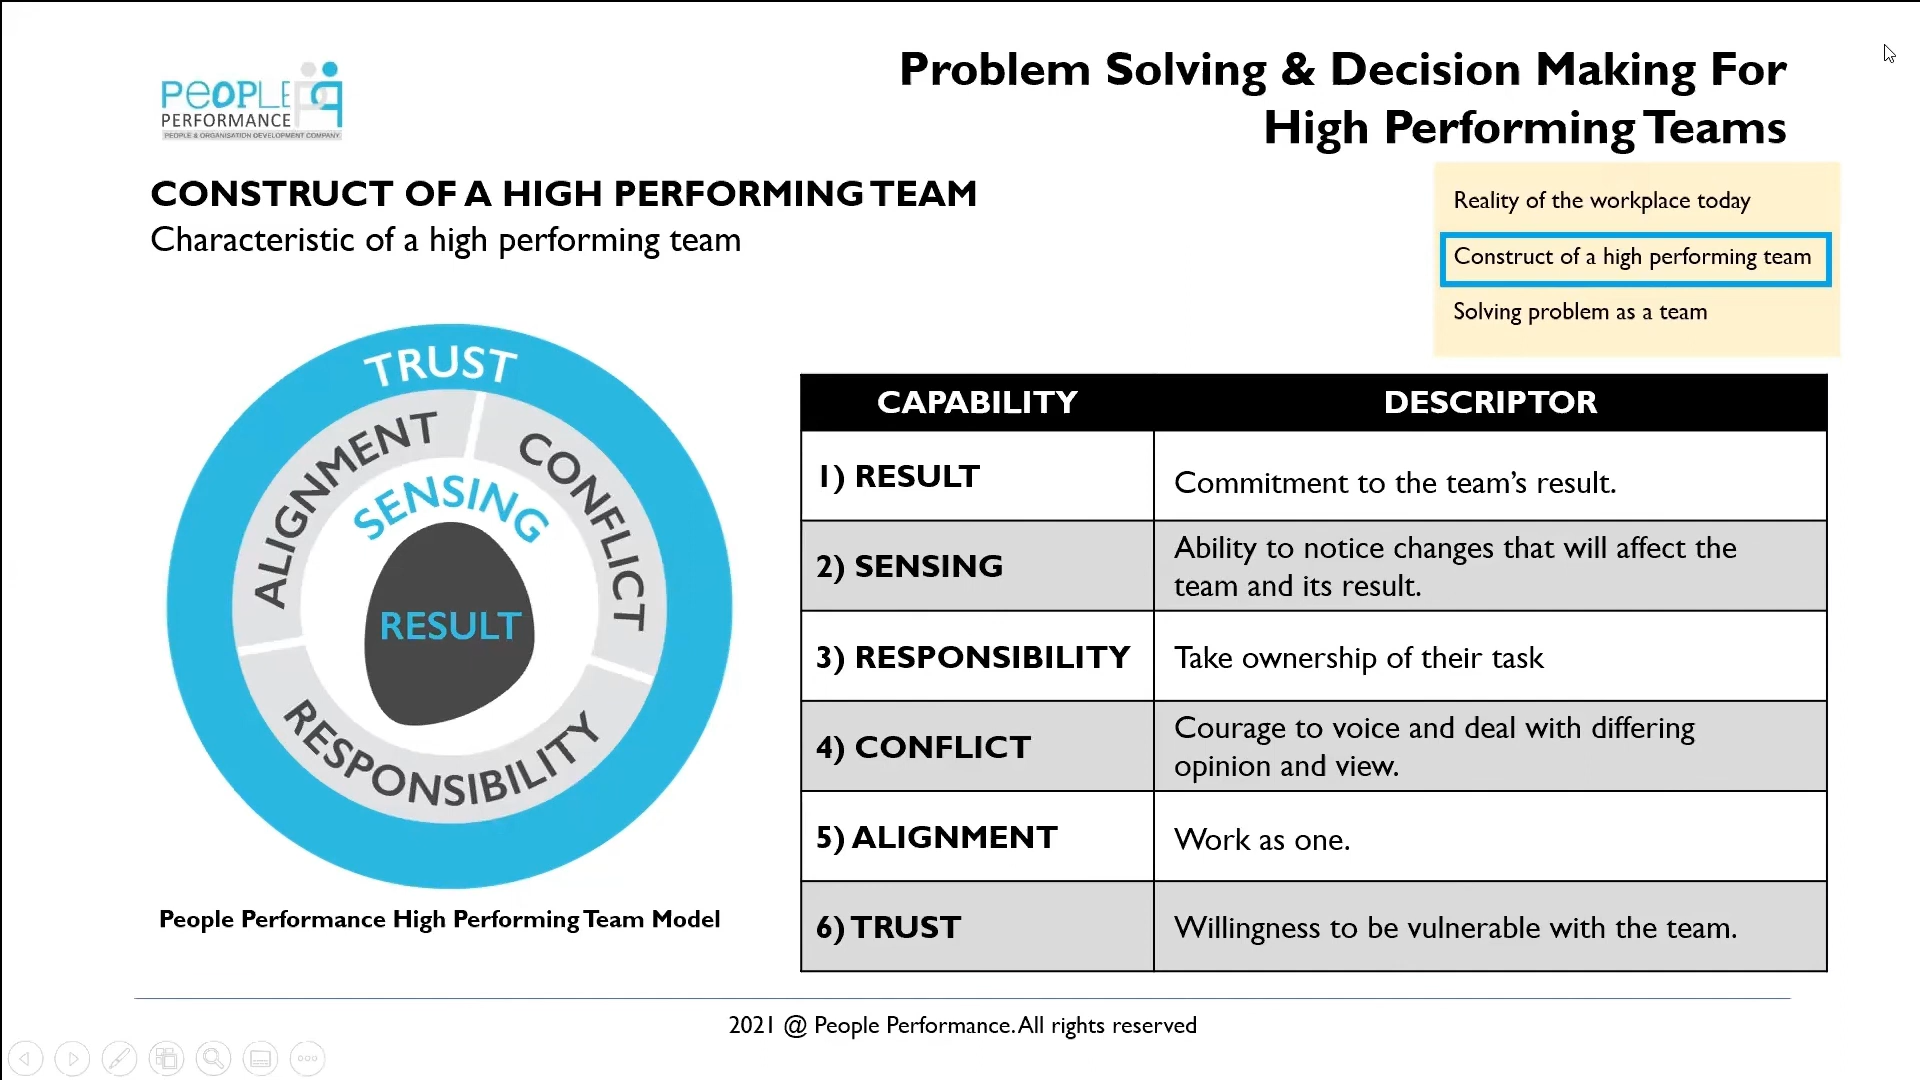 PEOPLE
PERFORMANCE
PEOPLE & ORGANISATION DEVELOPMENT COMPANY
Problem Solving & Decision Making For
High Performing Teams
CONSTRUCT OF A HIGH PERFORMING TEAM
Characteristic of a high performing team
Reality of the workplace today
Construct of a high performing team
Solving problem as a team
TRUST
ALIGNMENT
CONFLICT
SENSING
RESULT
RESPONSIBILITY
People Performance High Performing Team Model
CAPABILITY DESCRIPTOR
1) RESULT Commitment to the team’s result.
2) SENSING Ability to notice changes that will affect the
team and its result.
3) RESPONSIBILITY Take ownership of their task
4) CONFLICT Courage to voice and deal with differing
opinion and view.
5) ALIGNMENT Work as one.
6) TRUST Willingness to be vulnerable with the team.
2021 @ People Performance. All rights reserved